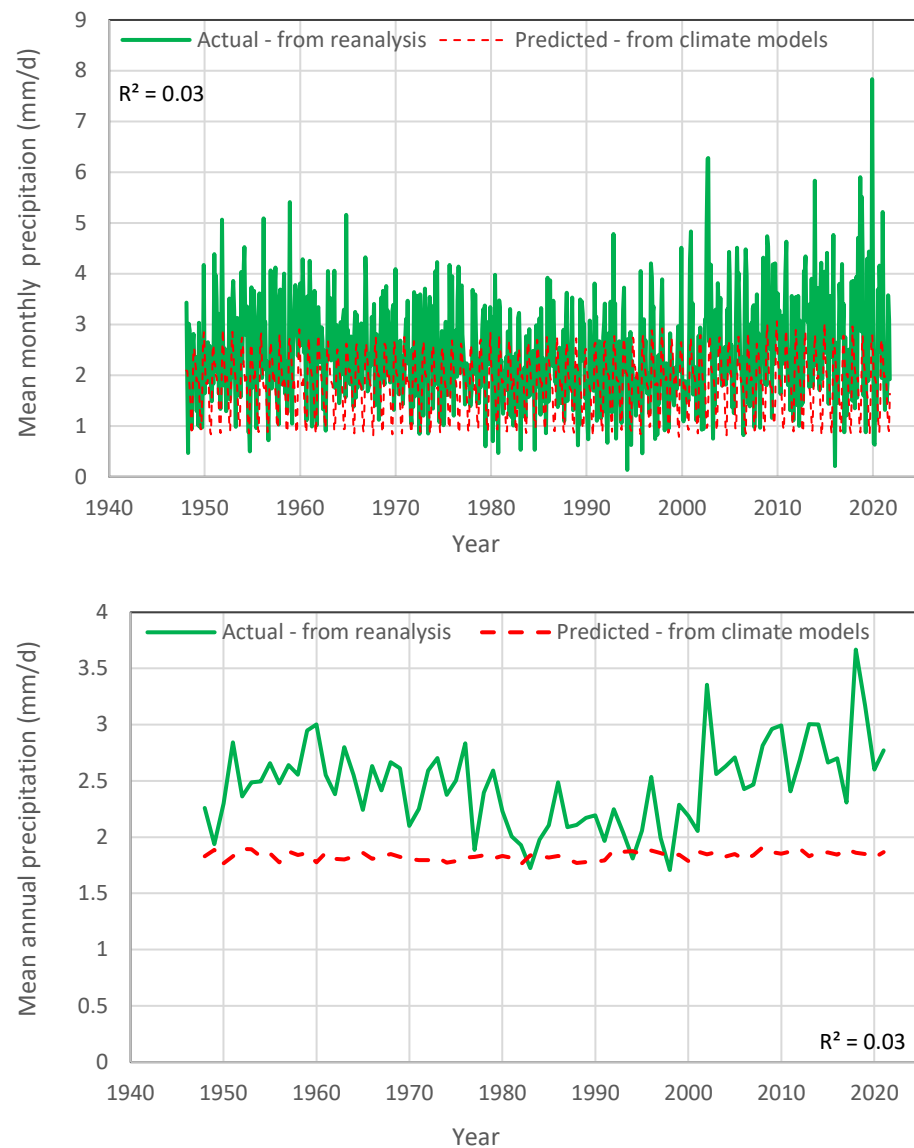 9
Actual - from reanalysis Predicted - from climate models
8
R² = 0.03
7
6
5
4
3
2
1
0
Mean monthly precipitaion (mm/d)
1940 1950 1960 1970 1980 1990 2000 2010 2020
Year
4
Actual - from reanalysis Predicted - from climate models
3.5
3
2.5
2
1.5
1
0.5
0
Mean annual precipitation (mm/d)
R² = 0.03
1940 1950 1960 1970 1980 1990 2000 2010 2020
Year